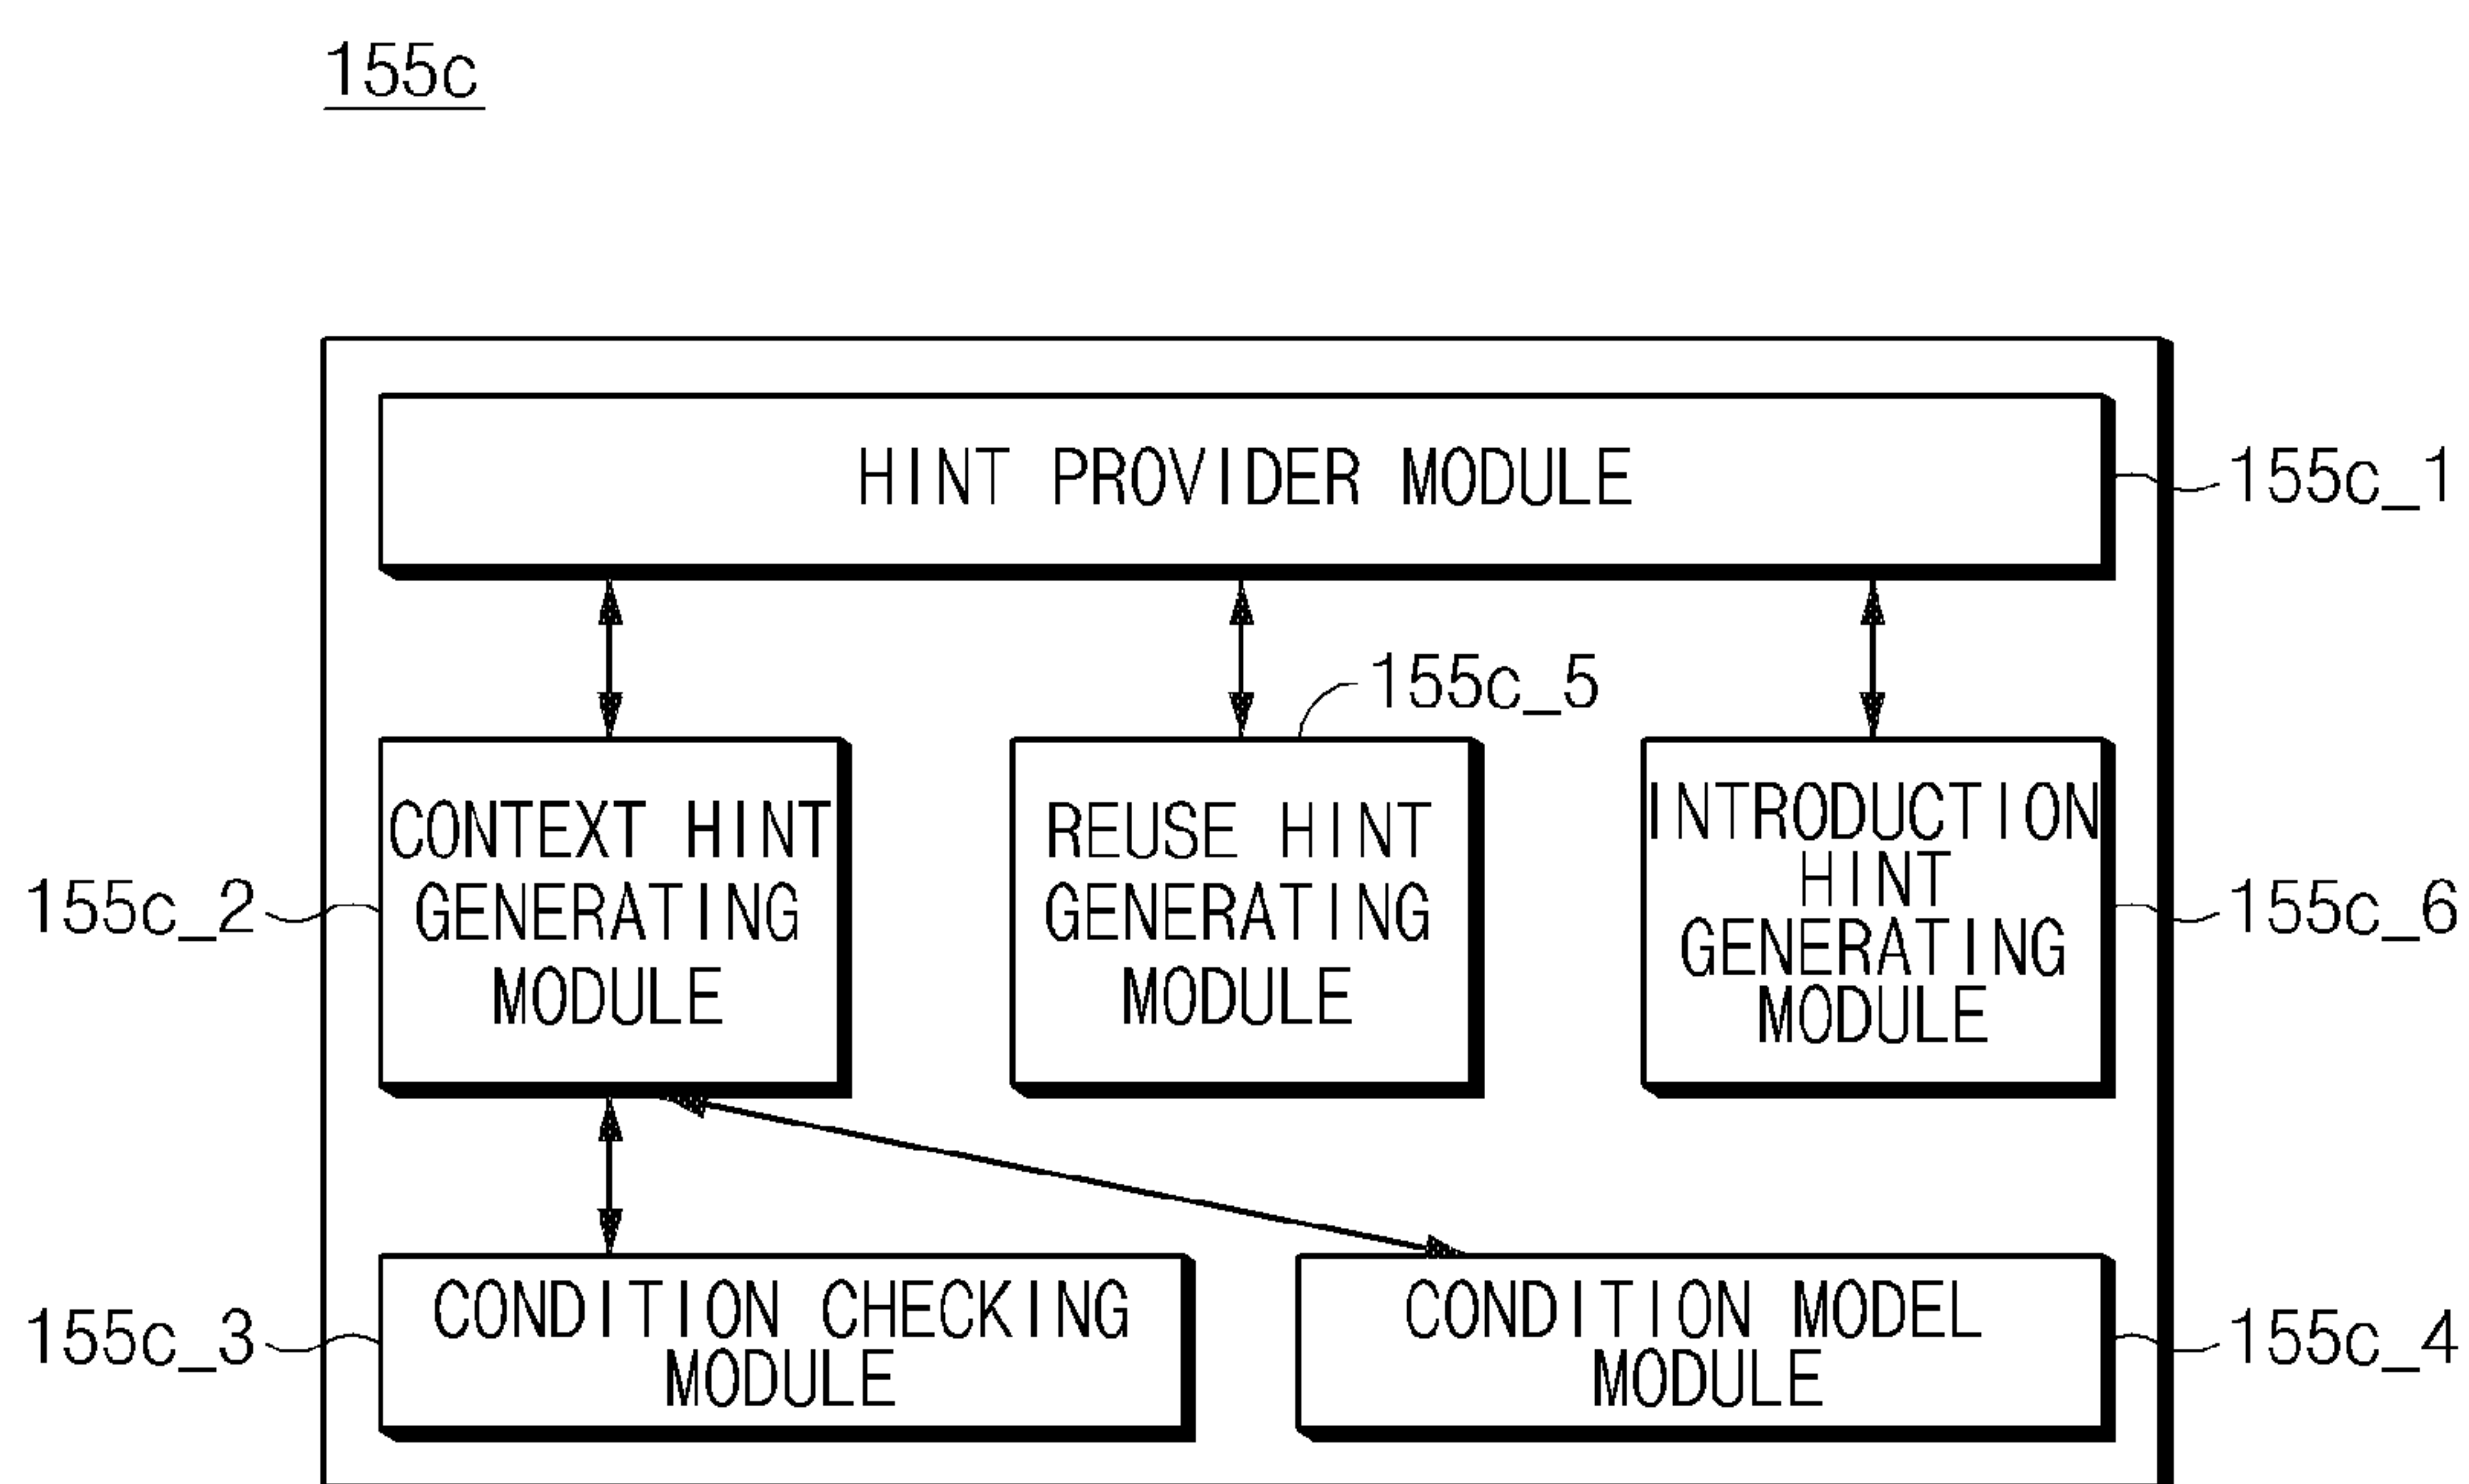 155c
HINT PROVIDER MODULE
155c_1
155c_5
CONTEXT HINT
GENERATING
MODULE
155c_2
REUSE HINT
GENERATING
MODULE
INTRODUCTION
HINT
GENERATING
MODULE
155c_6
CONDITION CHECKING
MODULE
155c_3
CONDITION MODEL
MODULE
155c_4